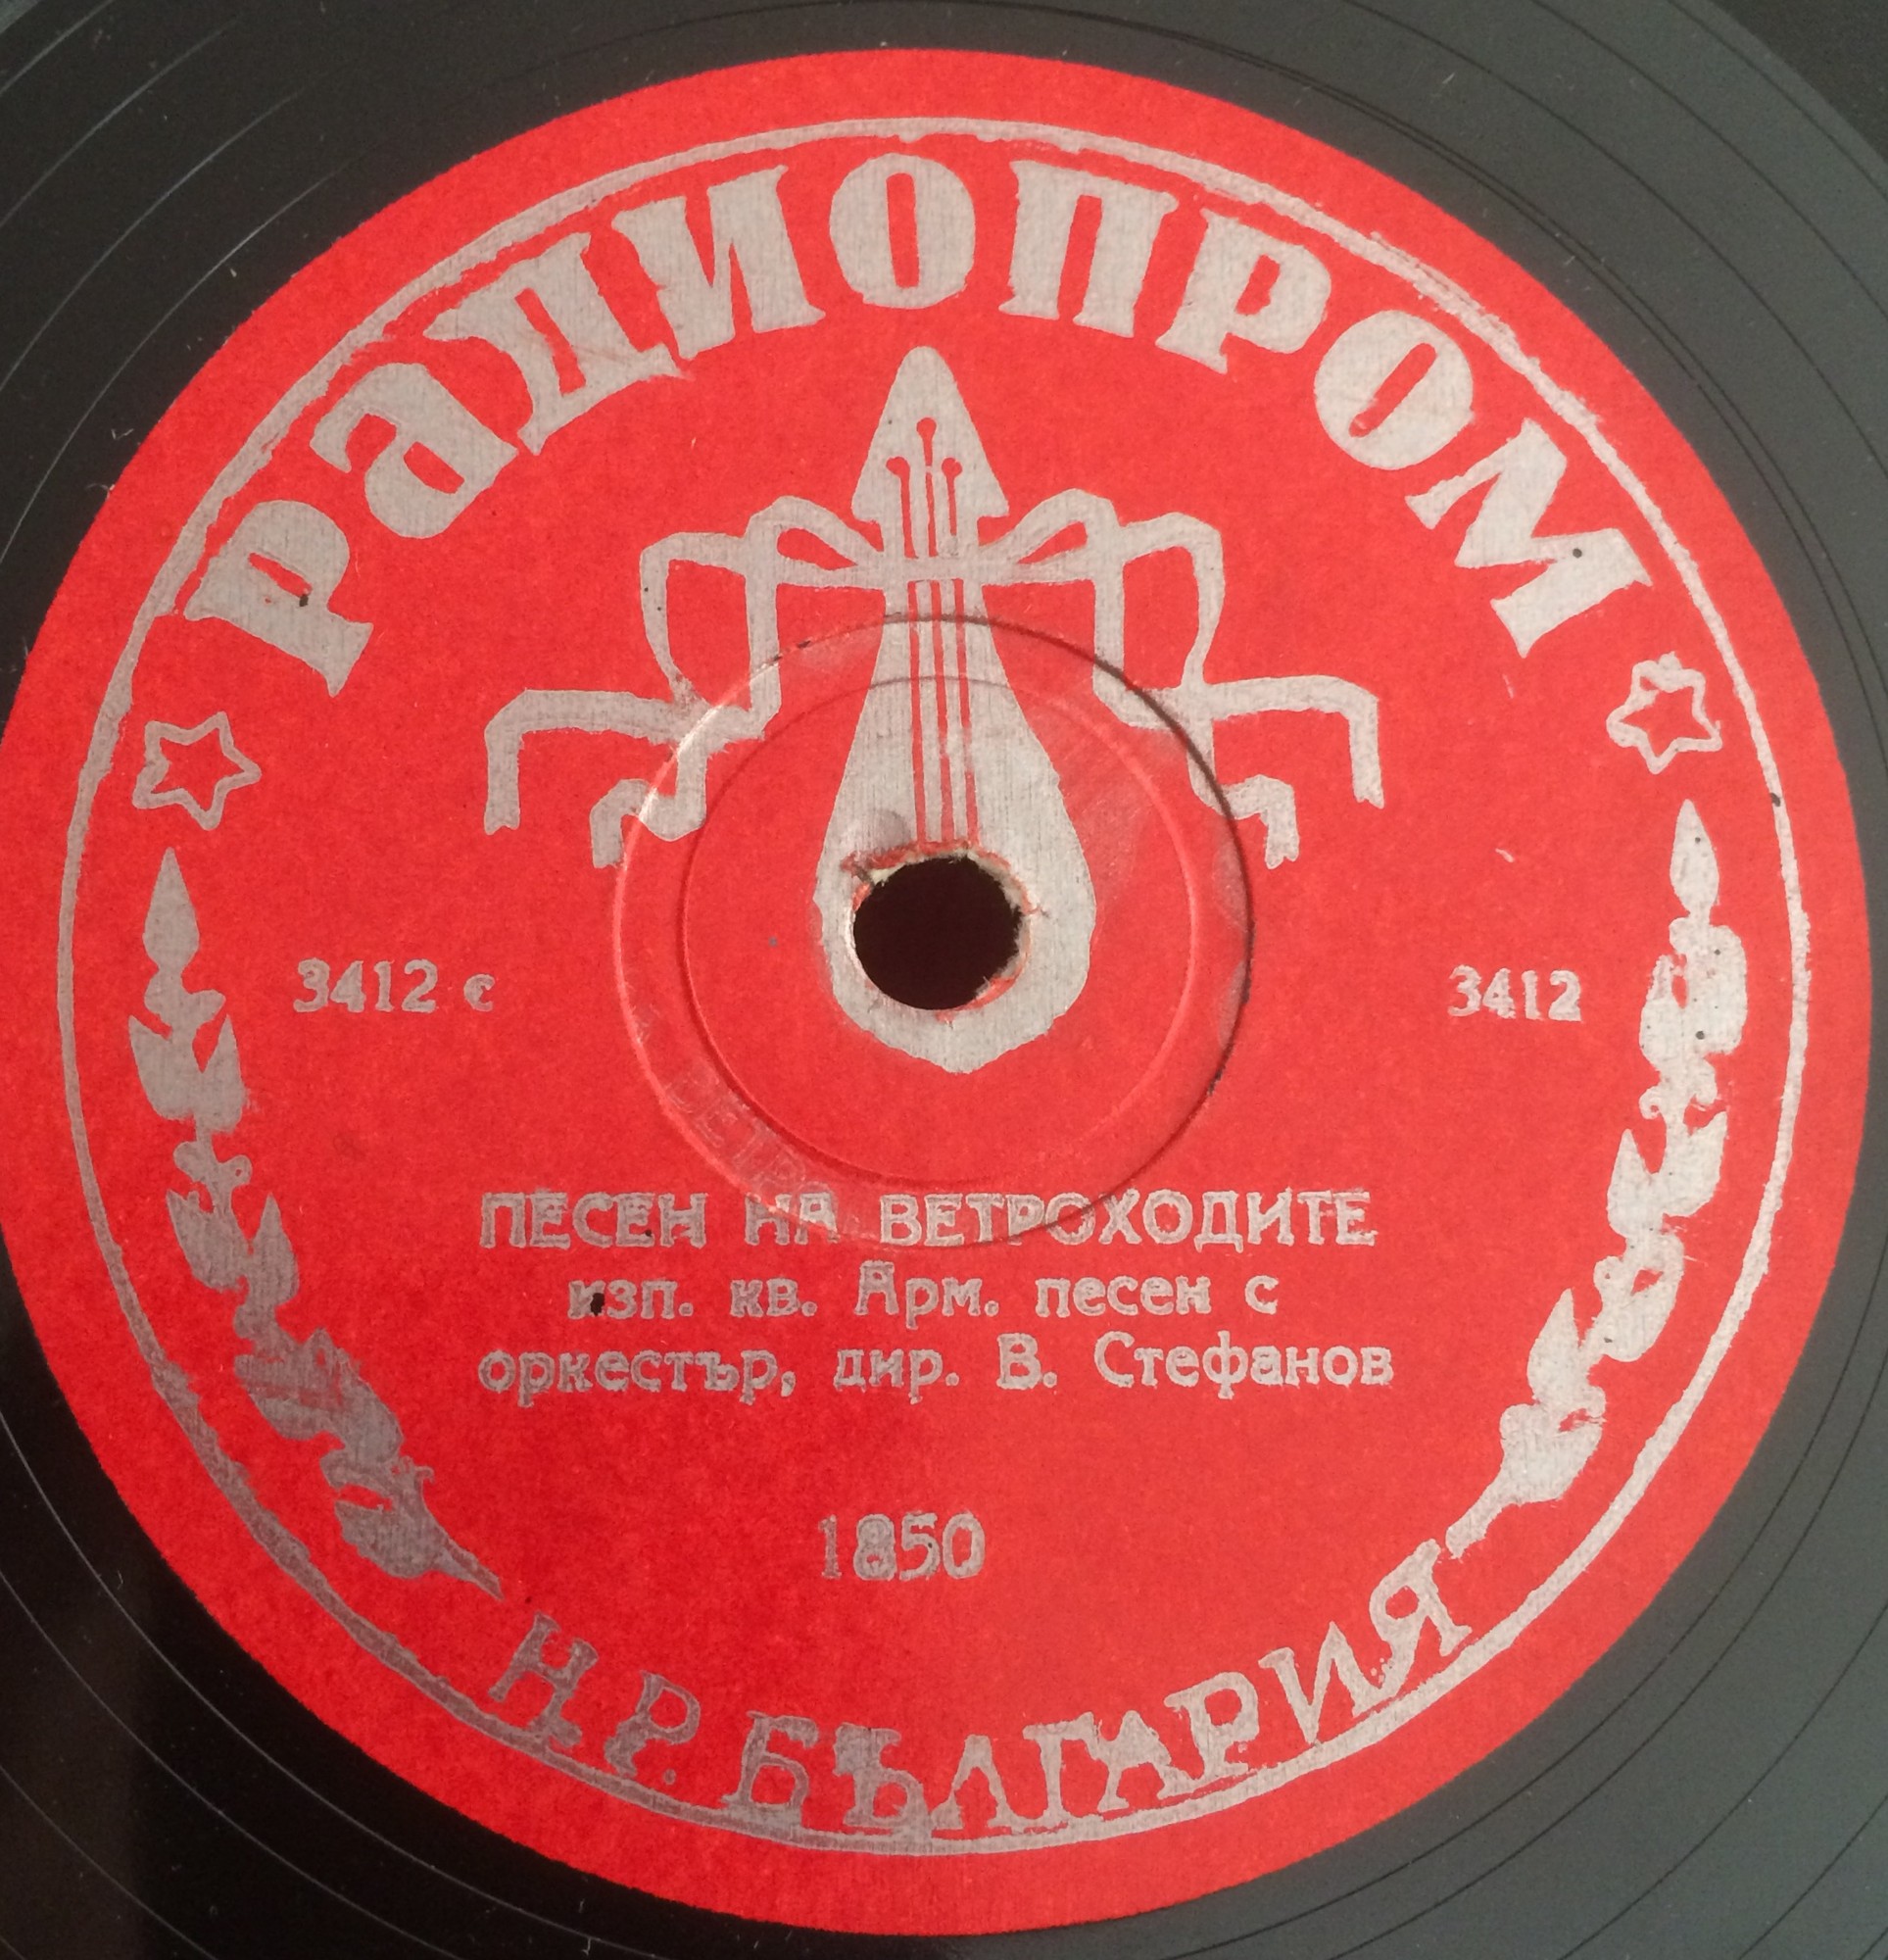 РАДИОПРОМ
3412 с
3412
ПЕСЕН НА ВЕТРОХОДИТЕ
изп. кв. Арм. песен с
оркестър, дир. В. Стефанов
1850
Н.Р. БЪЛГАРИЯ